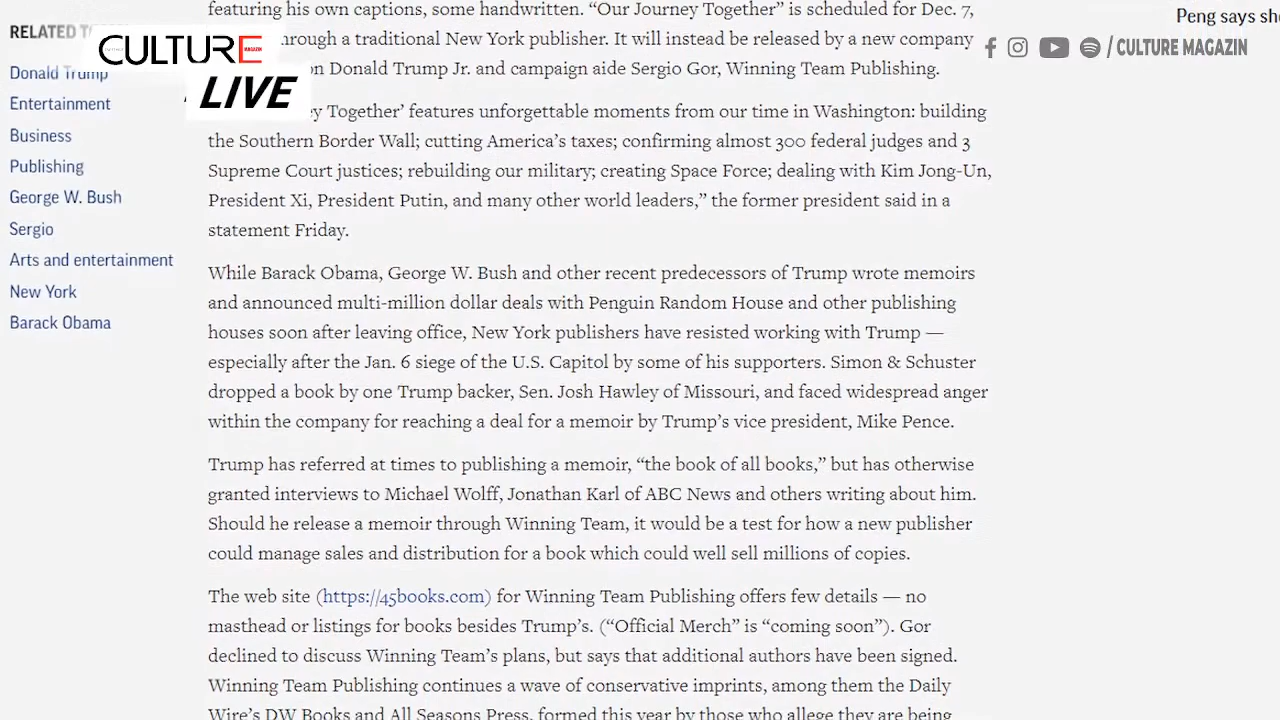 RELATED T
Donald Trump
Entertainment
Business
Publishing
George W. Bush
Sergio
Arts and entertainment
New York
Barack Obama
CULTURE
MAGAZIN
LIVE
Peng says sh
/ CULTURE MAGAZIN
featuring his own captions, some handwritten. “Our Journey Together” is scheduled for Dec. 7,
hrough a traditional New York publisher. It will instead be released by a new company
on Donald Trump Jr. and campaign aide Sergio Gor, Winning Team Publishing.
ey Together’ features unforgettable moments from our time in Washington: building
the Southern Border Wall; cutting America’s taxes; confirming almost 300 federal judges and 3
Supreme Court justices; rebuilding our military; creating Space Force; dealing with Kim Jong-Un,
President Xi, President Putin, and many other world leaders,” the former president said in a
statement Friday.
While Barack Obama, George W. Bush and other recent predecessors of Trump wrote memoirs
and announced multi-million dollar deals with Penguin Random House and other publishing
houses soon after leaving office, New York publishers have resisted working with Trump —
especially after the Jan. 6 siege of the U.S. Capitol by some of his supporters. Simon & Schuster
dropped a book by one Trump backer, Sen. Josh Hawley of Missouri, and faced widespread anger
within the company for reaching a deal for a memoir by Trump’s vice president, Mike Pence.
Trump has referred at times to publishing a memoir, “the book of all books,” but has otherwise
granted interviews to Michael Wolff, Jonathan Karl of ABC News and others writing about him.
Should he release a memoir through Winning Team, it would be a test for how a new publisher
could manage sales and distribution for a book which could well sell millions of copies.
The web site (https://45books.com) for Winning Team Publishing offers few details — no
masthead or listings for books besides Trump’s. (“Official Merch” is “coming soon”). Gor
declined to discuss Winning Team’s plans, but says that additional authors have been signed.
Winning Team Publishing continues a wave of conservative imprints, among them the Daily
Wire’s DW Books and All Seasons Press, formed this year by those who allege they are being